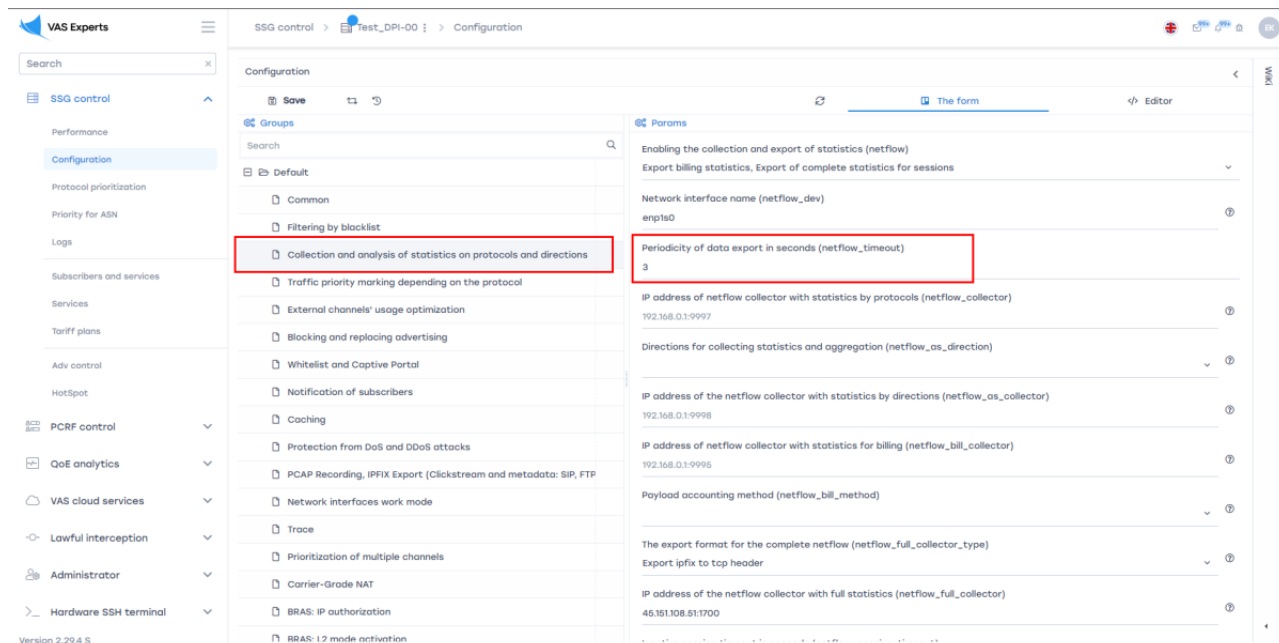 VAS Experts
SSG control > Test_DPI-00 > Configuration
99+ 99+ EK
Search
SSG control
Performance
Configuration
Protocol prioritization
Priority for ASN
Logs
Subscribers and services
Services
Tariff plans
Adv control
HotSpot
PCRF control
QoE analytics
VAS cloud services
Lawful interception
Administrator
Hardware SSH terminal
Version 2.29.4 S
Configuration
Save
The form
Editor
Wiki
Groups
Search
Default
Common
Filtering by blacklist
Collection and analysis of statistics on protocols and directions
Traffic priority marking depending on the protocol
External channels' usage optimization
Blocking and replacing advertising
Whitelist and Captive Portal
Notification of subscribers
Caching
Protection from DoS and DDoS attacks
PCAP Recording, IPFIX Export (Clickstream and metadata: SIP, FTP
Network interfaces work mode
Trace
Prioritization of multiple channels
Carrier-Grade NAT
BRAS: IP authorization
BRAS: L2 mode activation
Params
Enabling the collection and export of statistics (netflow)
Export billing statistics, Export of complete statistics for sessions
Network interface name (netflow_dev)
enp1s0
Periodicity of data export in seconds (netflow_timeout)
3
IP address of netflow collector with statistics by protocols (netflow_collector)
192.168.0.1:9997
Directions for collecting statistics and aggregation (netflow_as_direction)
IP address of the netflow collector with statistics by directions (netflow_as_collector)
192.168.0.1:9998
IP address of netflow collector with statistics for billing (netflow_bill_collector)
192.168.0.1:9995
Payload accounting method (netflow_bill_method)
The export format for the complete netflow (netflow_full_collector_type)
Export ipfix to tcp header
IP address of the netflow collector with full statistics (netflow_full_collector)
45.151.108.51:1700